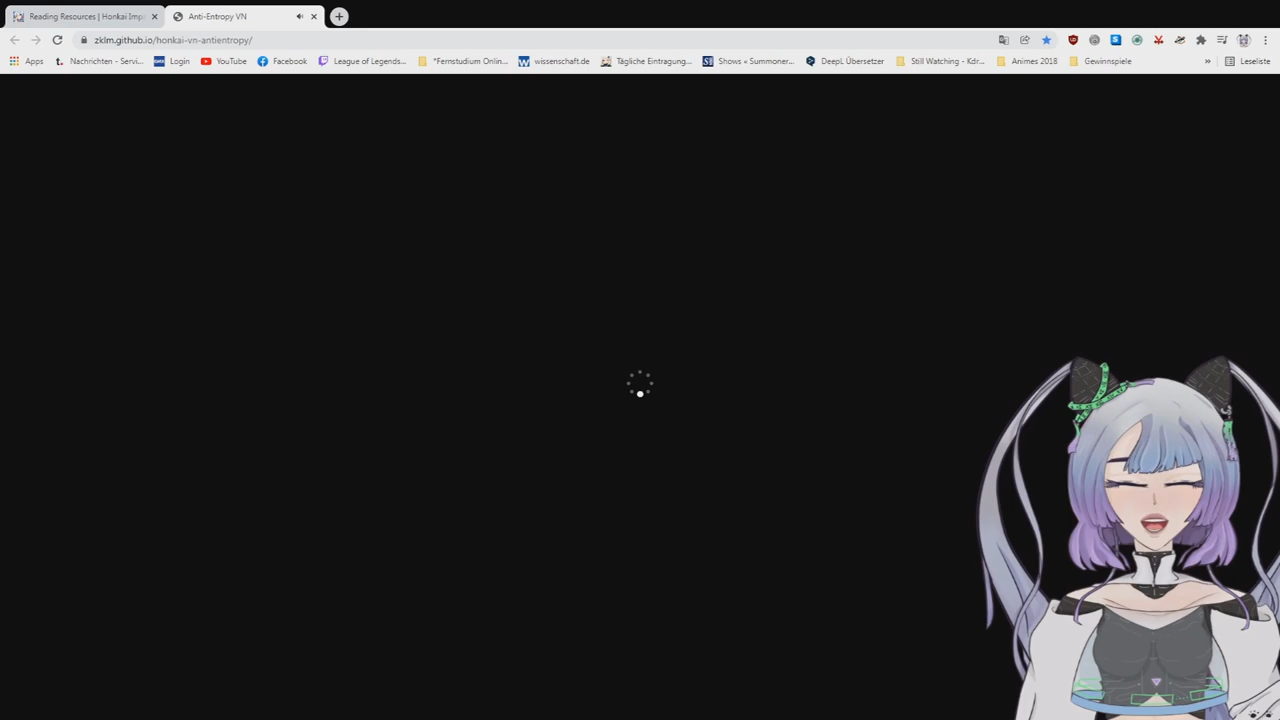 Reading Resources | Honkai Imp
Anti-Entropy VN
zklm.github.io/honkai-vn-antientropy/
Apps
Nachrichten - Servi...
Login
YouTube
Facebook
League of Legends...
*Fernstudium Onlin...
wissenschaft.de
Tägliche Eintragung...
Shows « Summoner...
DeepL Übersetzer
Still Watching - Kdr...
Animes 2018
Gewinnspiele
»
Leseliste